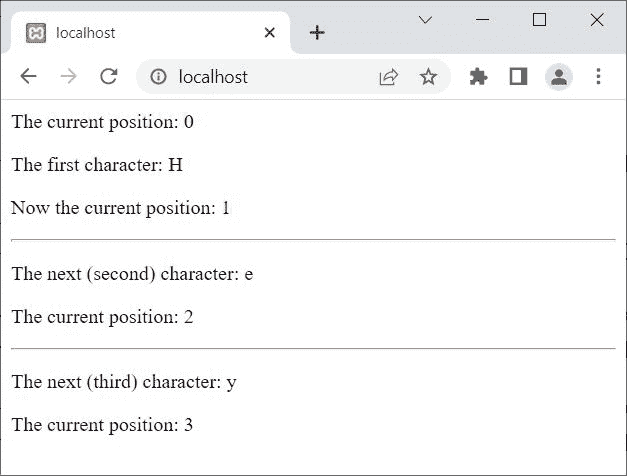 localhost
localhost
The current position: 0
The first character: H
Now the current position: 1
The next (second) character: e
The current position: 2
The next (third) character: y
The current position: 3